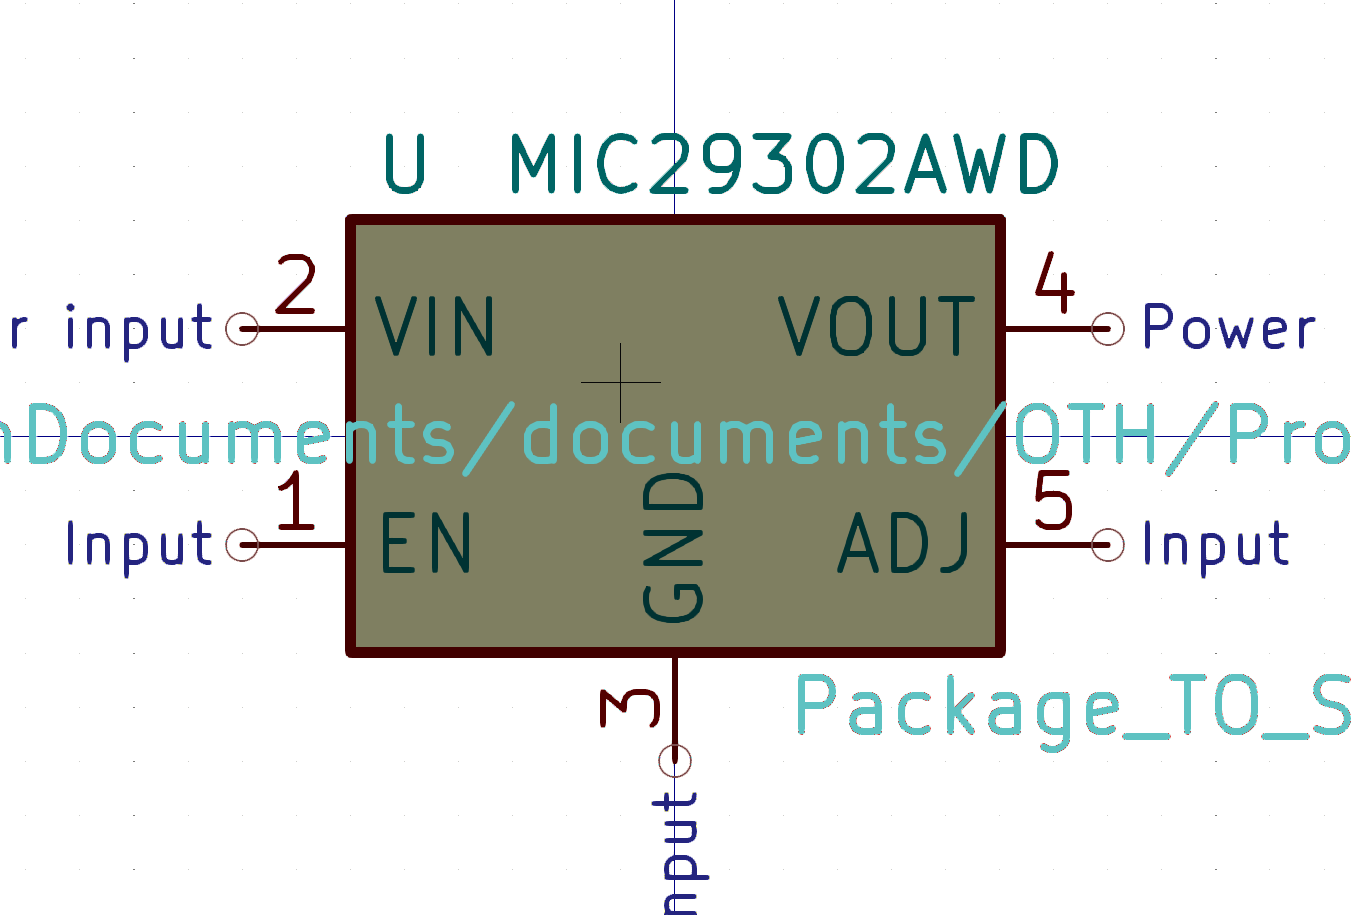 U MIC29302AWD
2 4
r input VIN VOUT Power
nDocuments/documents/OTH/Pro
1 5
Input EN GND ADJ Input
3 Package_TO_S
nput